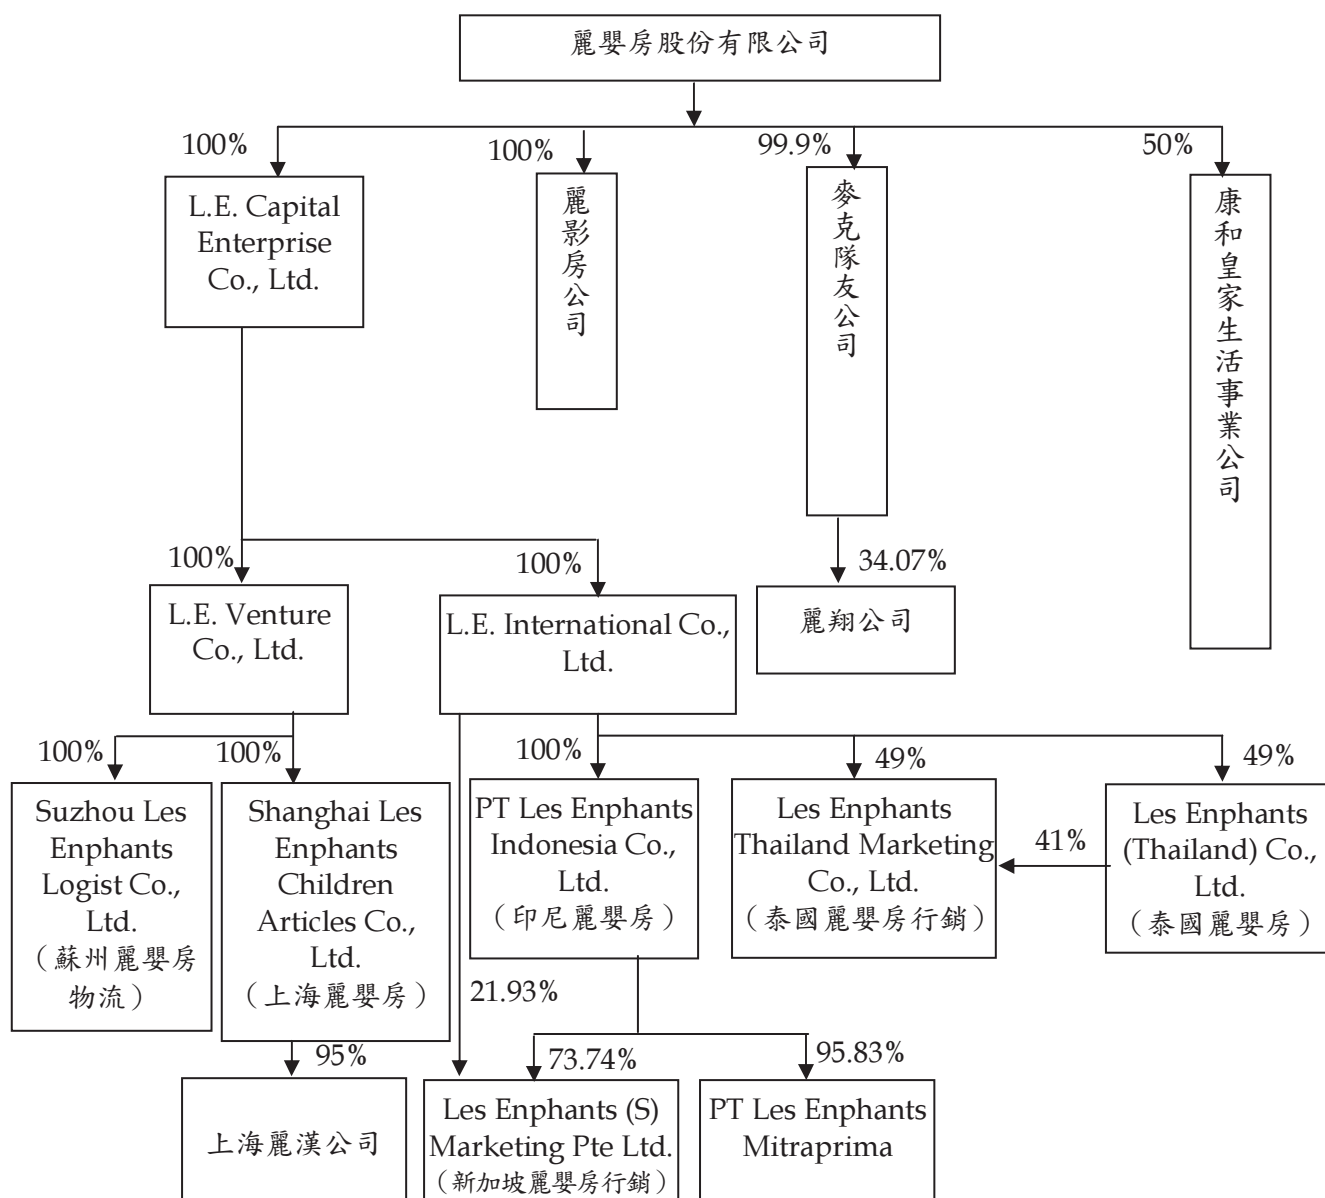 麗嬰房股份有限公司
100%
100%
99.9%
50%
L.E. Capital
Enterprise
Co., Ltd.
麗影房公司
麥克隊友公司
康和皇家生活事業公司
100%
100%
34.07%
L.E. Venture
Co., Ltd.
L.E. International Co.,
Ltd.
麗翔公司
100%
100%
100%
49%
49%
Suzhou Les
Enphants
Logist Co.,
Ltd.
（蘇州麗嬰房
物流）
Shanghai Les
Enphants
Children
Articles Co.,
Ltd.
（上海麗嬰房）
PT Les Enphants
Indonesia Co.,
Ltd.
（印尼麗嬰房）
Les Enphants
Thailand Marketing
Co., Ltd.
（泰國麗嬰房行銷）
41%
Les Enphants
(Thailand) Co.,
Ltd.
（泰國麗嬰房）
21.93%
95%
73.74%
95.83%
上海麗漢公司
Les Enphants (S)
Marketing Pte Ltd.
（新加坡麗嬰房行銷）
PT Les Enphants
Mitraprima